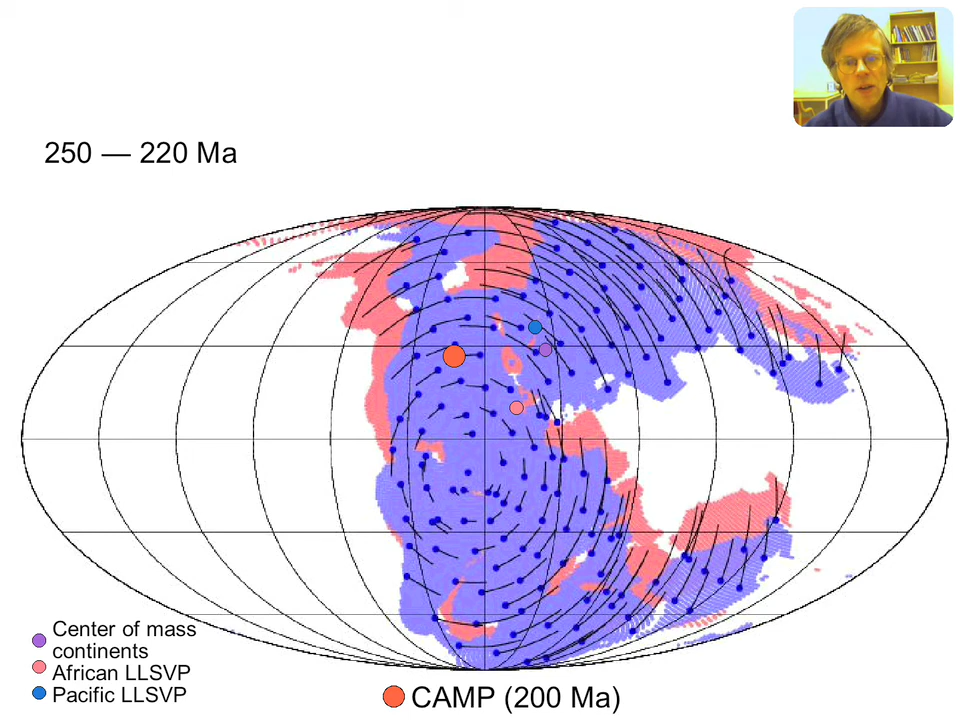 250 — 220 Ma
Center of mass
continents
African LLSVP
Pacific LLSVP
CAMP (200 Ma)